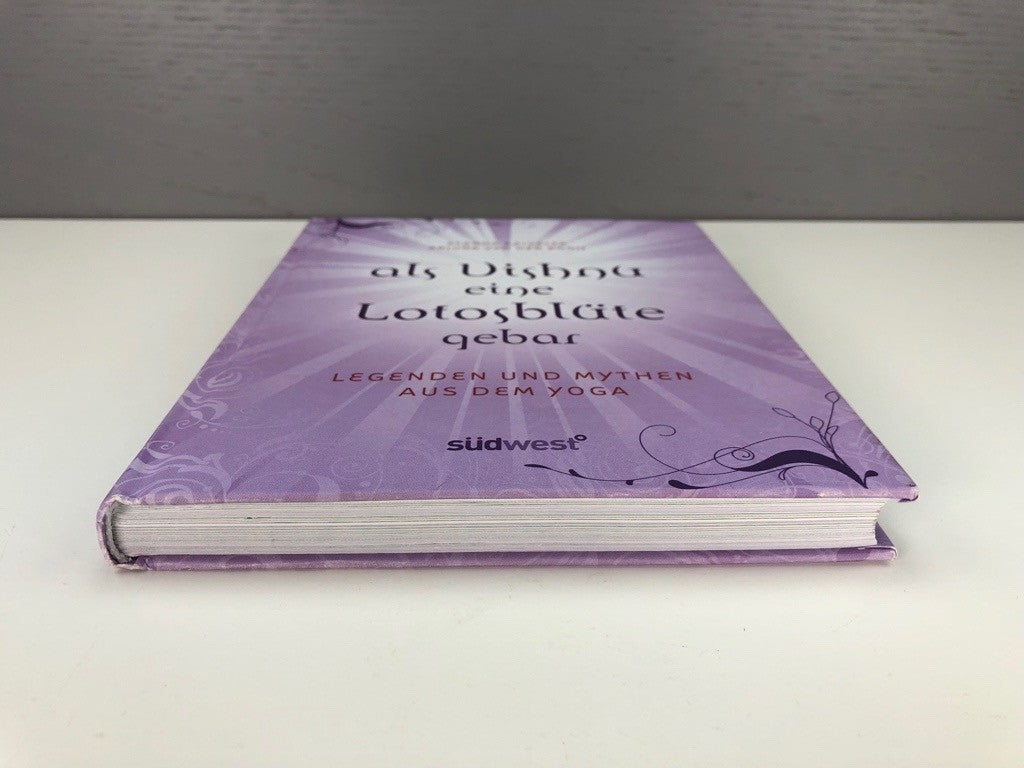 als Vishnu
eine
Lotosblüte
gebar
LEGENDEN UND MYTHEN
AUS DEM YOGA
südwest°